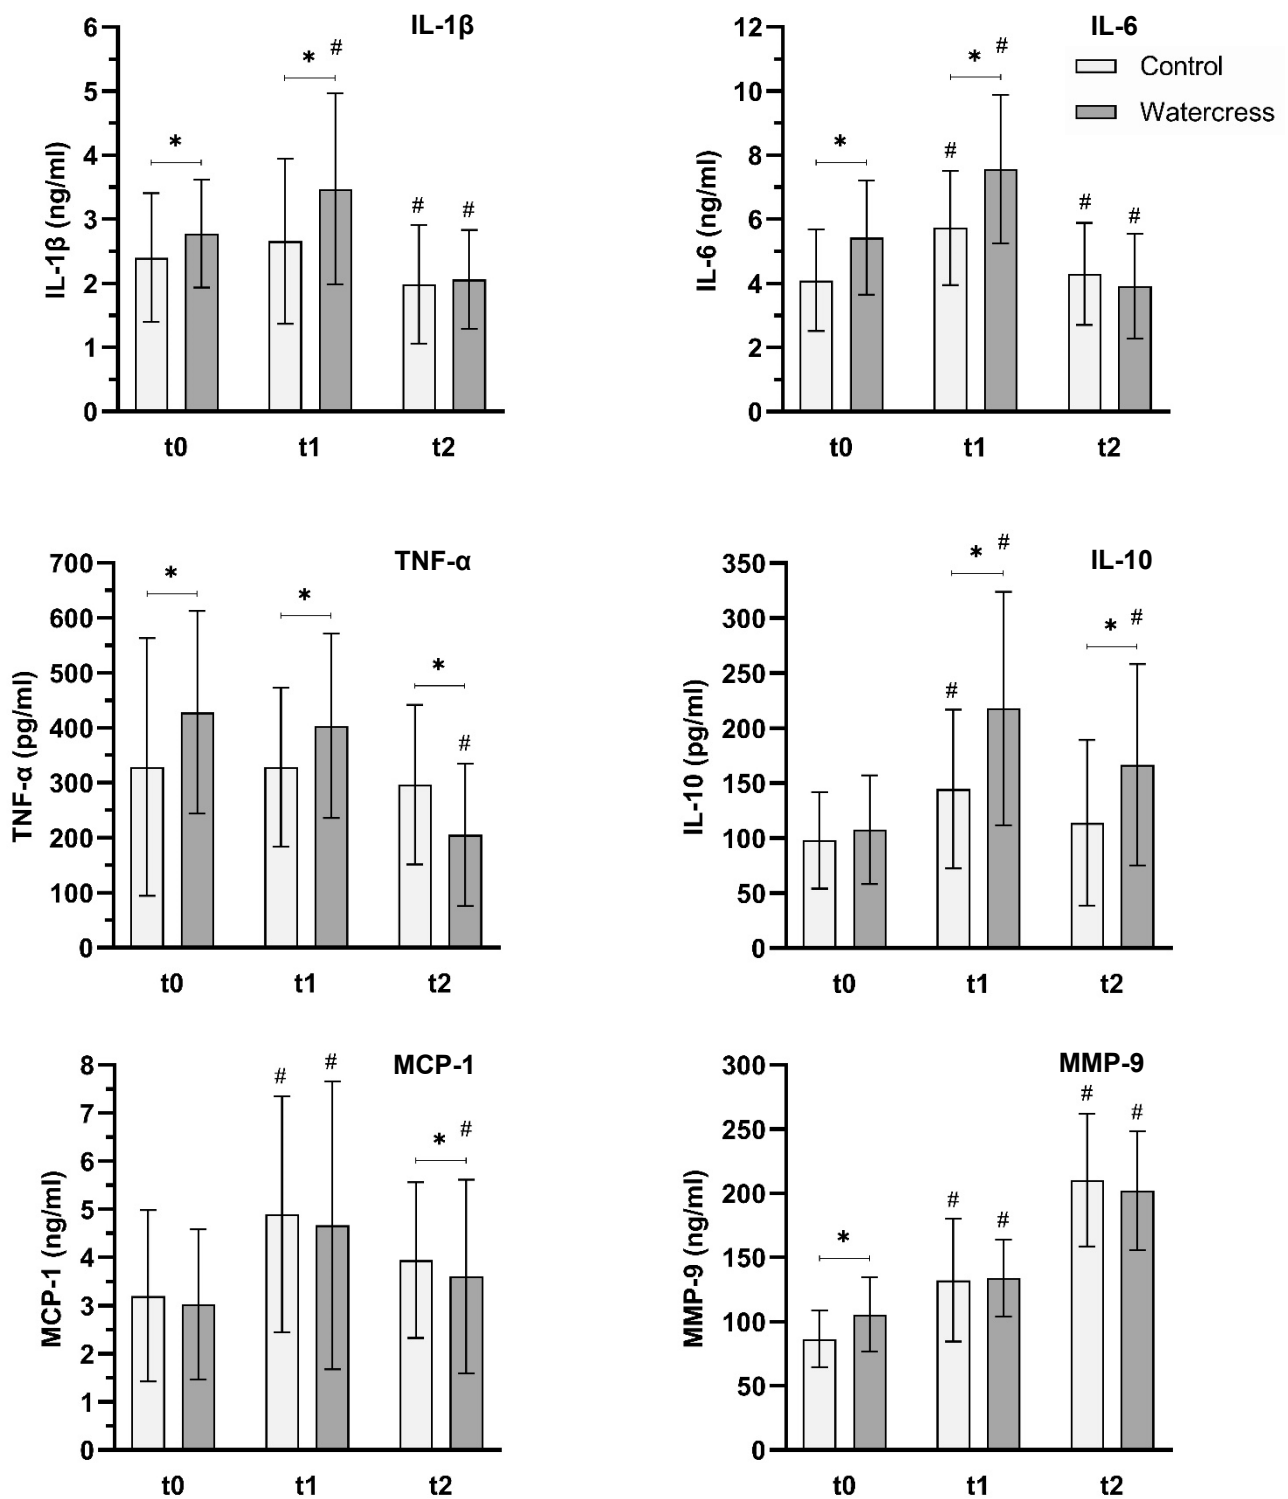 IL-1β
IL-1β (ng/ml)
6
5
4
3
2
1
0
* * # # #
t0 t1 t2
IL-6
Control
Watercress
IL-6 (ng/ml)
12
10
8
6
4
2
0
* # * # # #
t0 t1 t2
TNF-α
TNF-α (pg/ml)
700
600
500
400
300
200
100
0
* * * #
t0 t1 t2
IL-10
IL-10 (pg/ml)
350
300
250
200
150
100
50
0
# * # * #
t0 t1 t2
MCP-1
MCP-1 (ng/ml)
8
7
6
5
4
3
2
1
0
# # * #
t0 t1 t2
MMP-9
MMP-9 (ng/ml)
300
250
200
150
100
50
0
* # # # #
t0 t1 t2